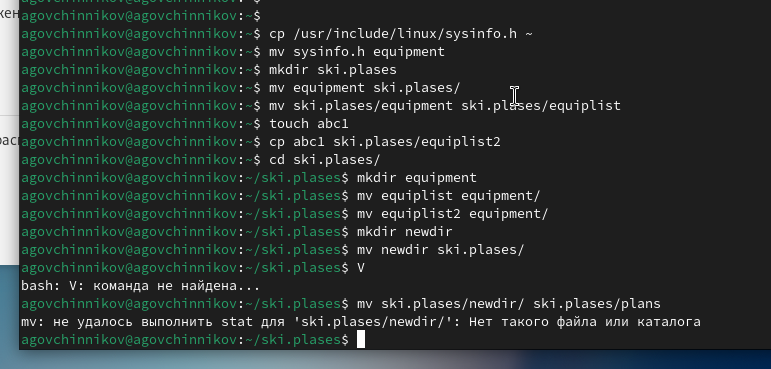 кен
agovchinnikov@agovchinnikov:~$
agovchinnikov@agovchinnikov:~$ cp /usr/include/linux/sysinfo.h ~
agovchinnikov@agovchinnikov:~$ mv sysinfo.h equipment
agovchinnikov@agovchinnikov:~$ mkdir ski.plases
agovchinnikov@agovchinnikov:~$ mv equipment ski.plases/
agovchinnikov@agovchinnikov:~$ mv ski.plases/equipment ski.plases/equiplist
agovchinnikov@agovchinnikov:~$ touch abc1
agovchinnikov@agovchinnikov:~$ cp abc1 ski.plases/equiplist2
рас
agovchinnikov@agovchinnikov:~$ cd ski.plases/
agovchinnikov@agovchinnikov:~/ski.plases$ mkdir equipment
agovchinnikov@agovchinnikov:~/ski.plases$ mv equiplist equipment/
agovchinnikov@agovchinnikov:~/ski.plases$ mv equiplist2 equipment/
agovchinnikov@agovchinnikov:~/ski.plases$ mkdir newdir
agovchinnikov@agovchinnikov:~/ski.plases$ mv newdir ski.plases/
agovchinnikov@agovchinnikov:~/ski.plases$ V
bash: V: команда не найдена...
agovchinnikov@agovchinnikov:~/ski.plases$ mv ski.plases/newdir/ ski.plases/plans
mv: не удалось выполнить stat для 'ski.plases/newdir/': Нет такого файла или каталога
agovchinnikov@agovchinnikov:~/ski.plases$